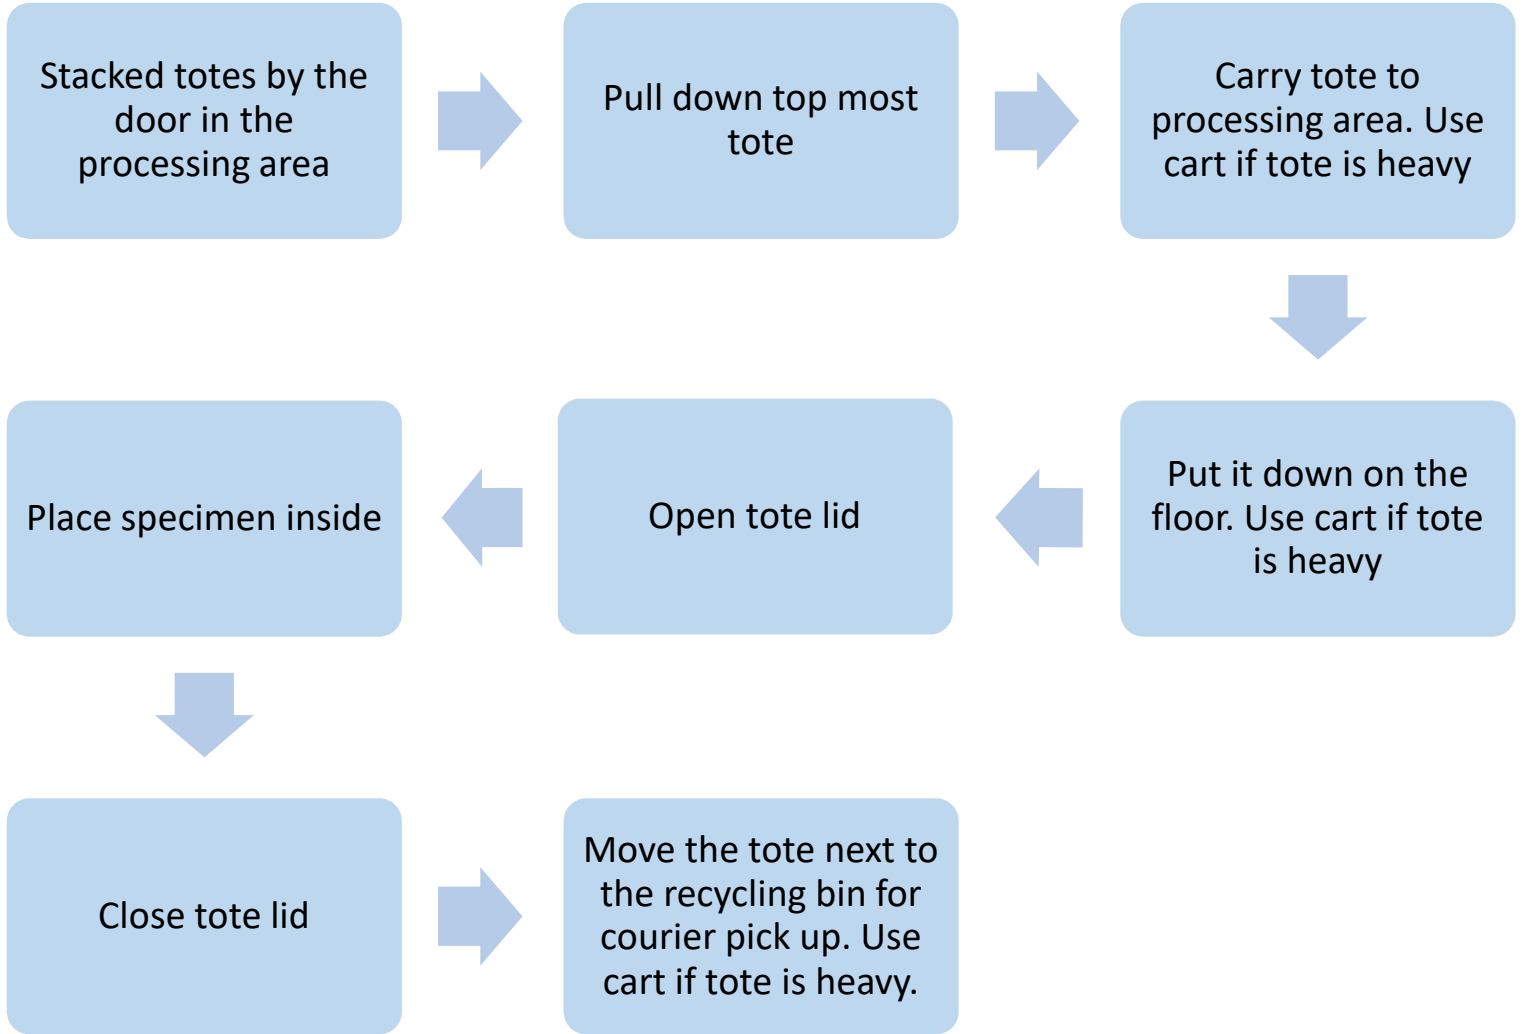 Stacked totes by the
door in the
processing area
Pull down top most
tote
Carry tote to
processing area. Use
cart if tote is heavy
Put it down on the
floor. Use cart if tote
is heavy
Open tote lid
Place specimen inside
Close tote lid
Move the tote next to
the recycling bin for
courier pick up. Use
cart if tote is heavy.